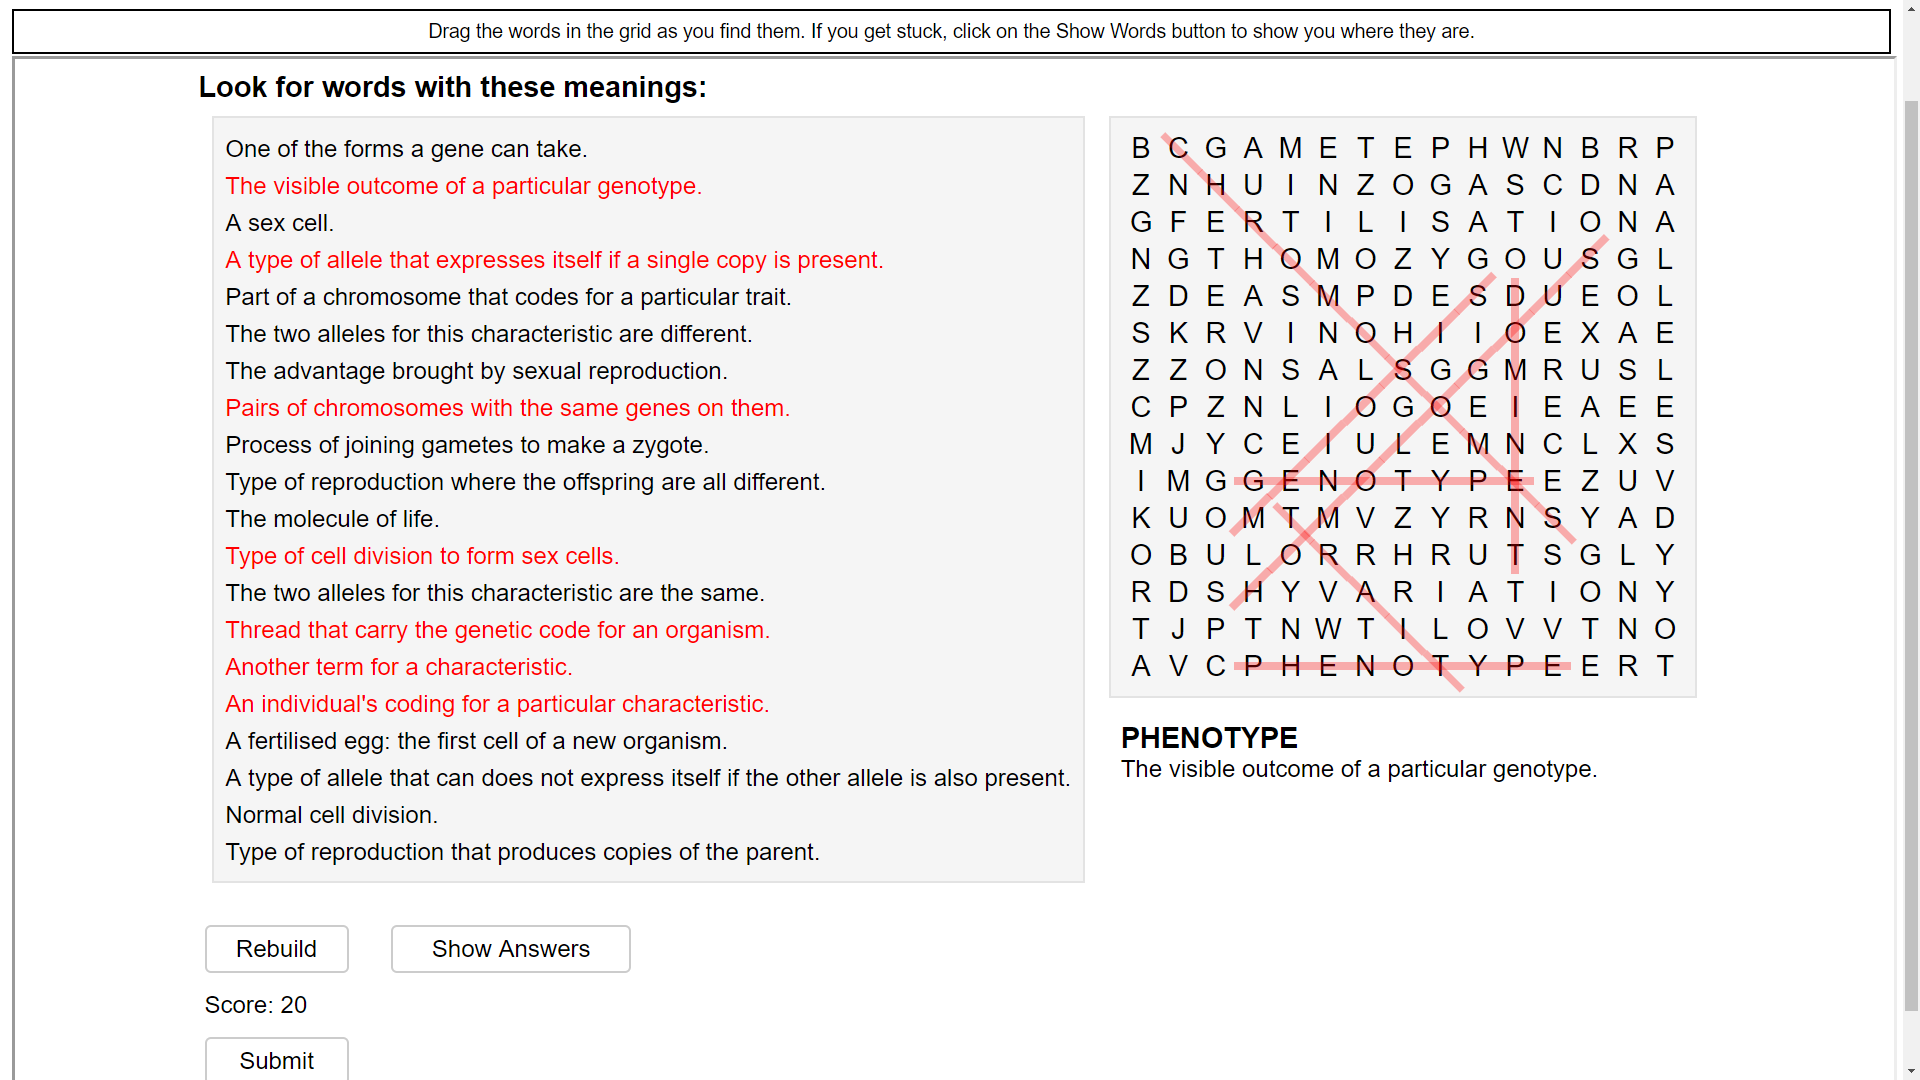 Drag the words in the grid as you find them. If you get stuck, click on the Show Words button to show you where they are.
Look for words with these meanings:
One of the forms a gene can take.
The visible outcome of a particular genotype.
A sex cell.
A type of allele that expresses itself if a single copy is present.
Part of a chromosome that codes for a particular trait.
The two alleles for this characteristic are different.
The advantage brought by sexual reproduction.
Pairs of chromosomes with the same genes on them.
Process of joining gametes to make a zygote.
Type of reproduction where the offspring are all different.
The molecule of life.
Type of cell division to form sex cells.
The two alleles for this characteristic are the same.
Thread that carry the genetic code for an organism.
Another term for a characteristic.
An individual's coding for a particular characteristic.
A fertilised egg: the first cell of a new organism.
A type of allele that can does not express itself if the other allele is also present.
Normal cell division.
Type of reproduction that produces copies of the parent.
B C G A M E T E P H W N B R P
Z N H U I N Z O G A S C D N A
G F E R T I L I S A T I O N A
N G T H O M O Z Y G O U S G L
Z D E A S M P D E S D U E O L
S K R V I N O H I I O E X A E
Z Z O N S A L S G G M R U S L
C P Z N L I O G O E I E A E E
M J Y C E I U L E M N C L X S
I M G G E N O T Y P E E Z U V
K U O M T M V Z Y R N S Y A D
O B U L O R R H R U T S G L Y
R D S H Y V A R I A T I O N Y
T J P T N W T I L O V V T N O
A V C P H E N O T Y P E E R T
PHENOTYPE
The visible outcome of a particular genotype.
Rebuild
Show Answers
Score: 20
Submit